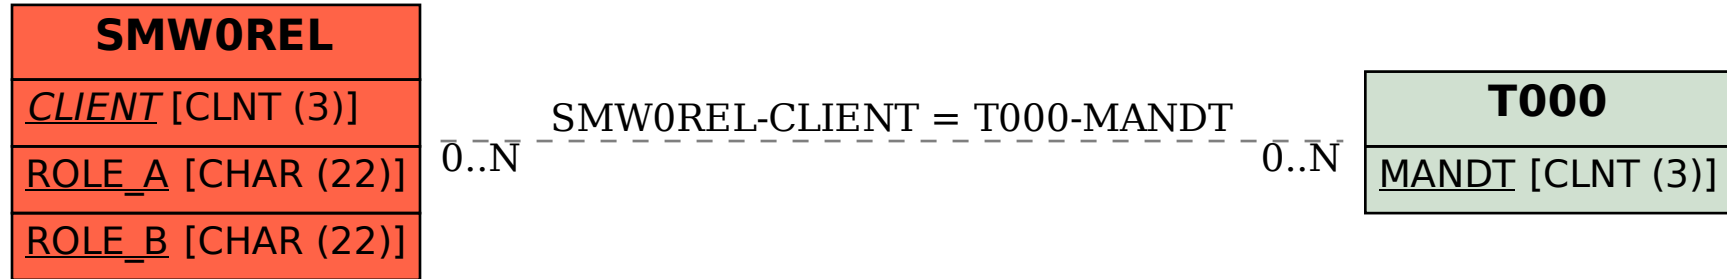 SMW0REL
CLIENT [CLNT (3)]
ROLE_A [CHAR (22)]
ROLE_B [CHAR (22)]
SMW0REL-CLIENT = T000-MANDT
0..N
0..N
T000
MANDT [CLNT (3)]